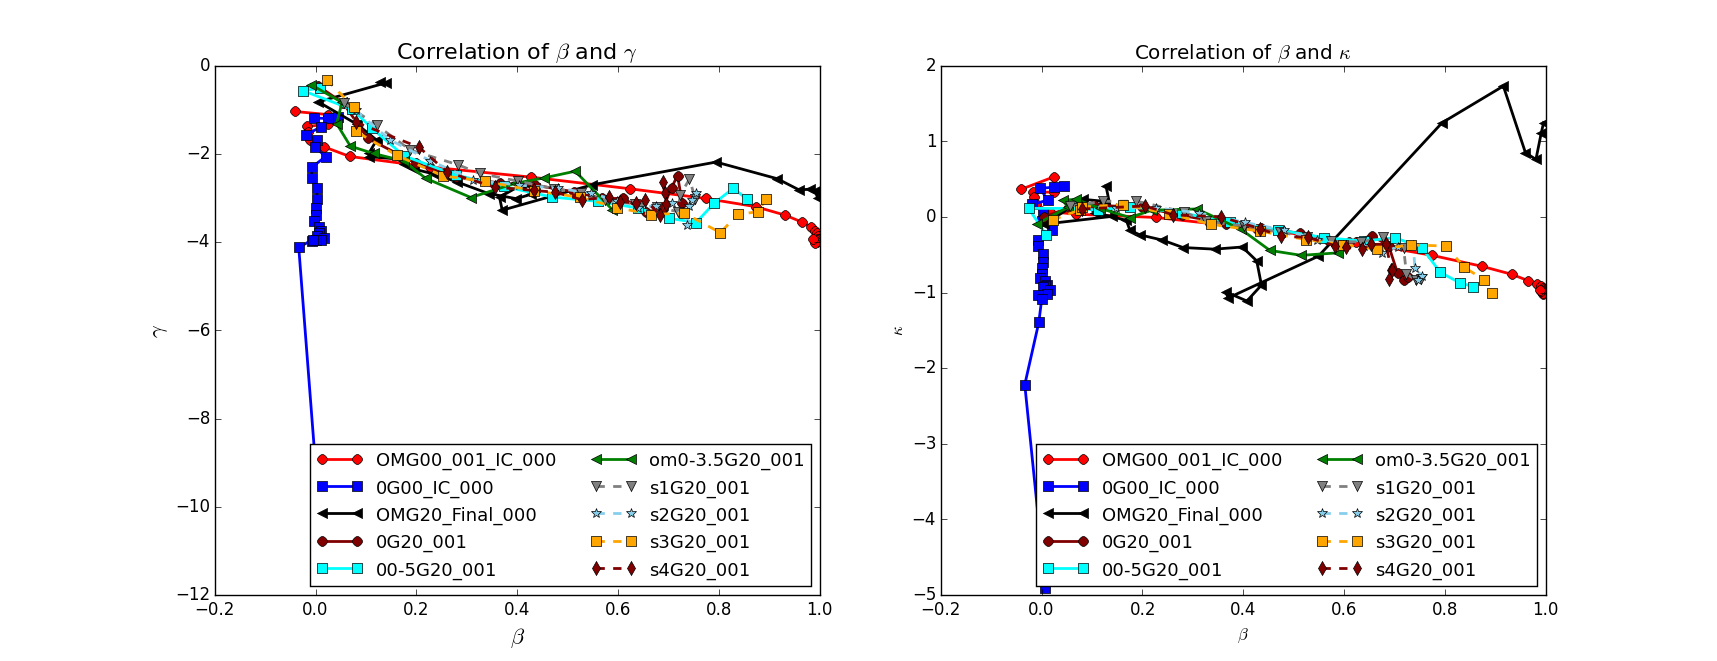 Correlation of β and γ
0
−2
−4
−6
−8
−10
−12
γ
−0.2 0.0 0.2 0.4 0.6 0.8 1.0
β
OMG00_001_IC_000
0G00_IC_000
OMG20_Final_000
0G20_001
00-5G20_001
om0-3.5G20_001
s1G20_001
s2G20_001
s3G20_001
s4G20_001
Correlation of β and κ
2
1
0
−1
−2
−3
−4
−5
κ
−0.2 0.0 0.2 0.4 0.6 0.8 1.0
β
OMG00_001_IC_000
0G00_IC_000
OMG20_Final_000
0G20_001
00-5G20_001
om0-3.5G20_001
s1G20_001
s2G20_001
s3G20_001
s4G20_001